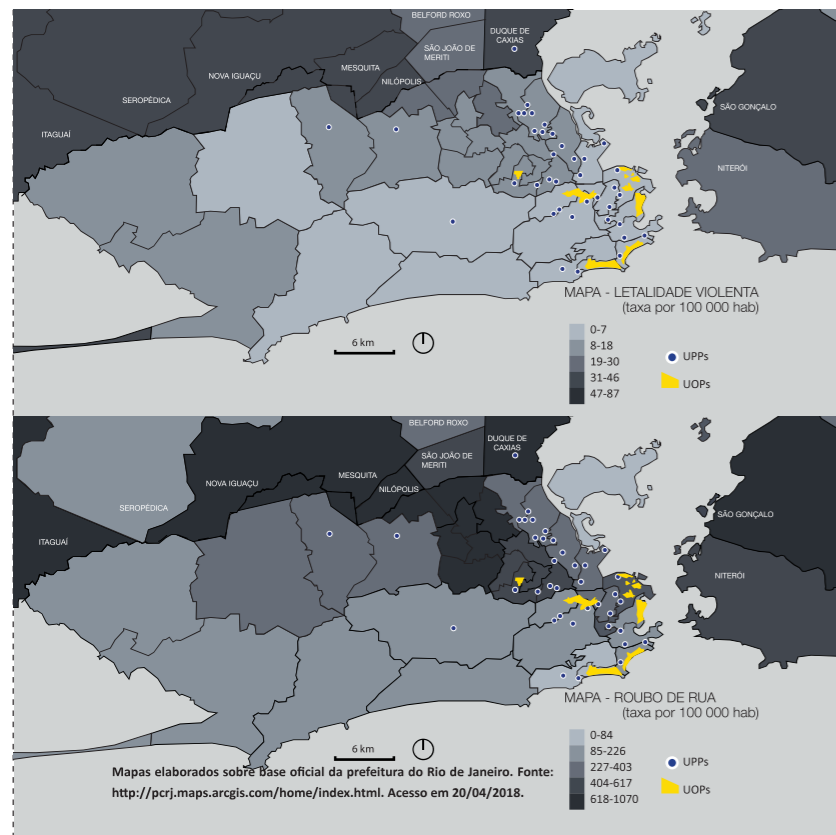 BELFORD ROXO
DUQUE DE
CAXIAS
SÃO JOÃO DE
MERITI
MESQUITA
NOVA IGUAÇU
NILÓPOLIS
SEROPÉDICA
ITAGUAÍ
SÃO GONÇALO
NITERÓI
MAPA - LETALIDADE VIOLENTA
(taxa por 100 000 hab)
0-7
8-18
19-30
31-46
47-87
UPPs
UOPs
6 km
BELFORD ROXO
DUQUE DE
CAXIAS
SÃO JOÃO DE
MERITI
MESQUITA
NOVA IGUAÇU
NILÓPOLIS
SEROPÉDICA
ITAGUAÍ
SÃO GONÇALO
NITERÓI
MAPA - ROUBO DE RUA
(taxa por 100 000 hab)
0-84
85-226
227-403
404-617
618-1070
UPPs
UOPs
6 km
Mapas elaborados sobre base oficial da prefeitura do Rio de Janeiro. Fonte:
http://pcrj.maps.arcgis.com/home/index.html. Acesso em 20/04/2018.